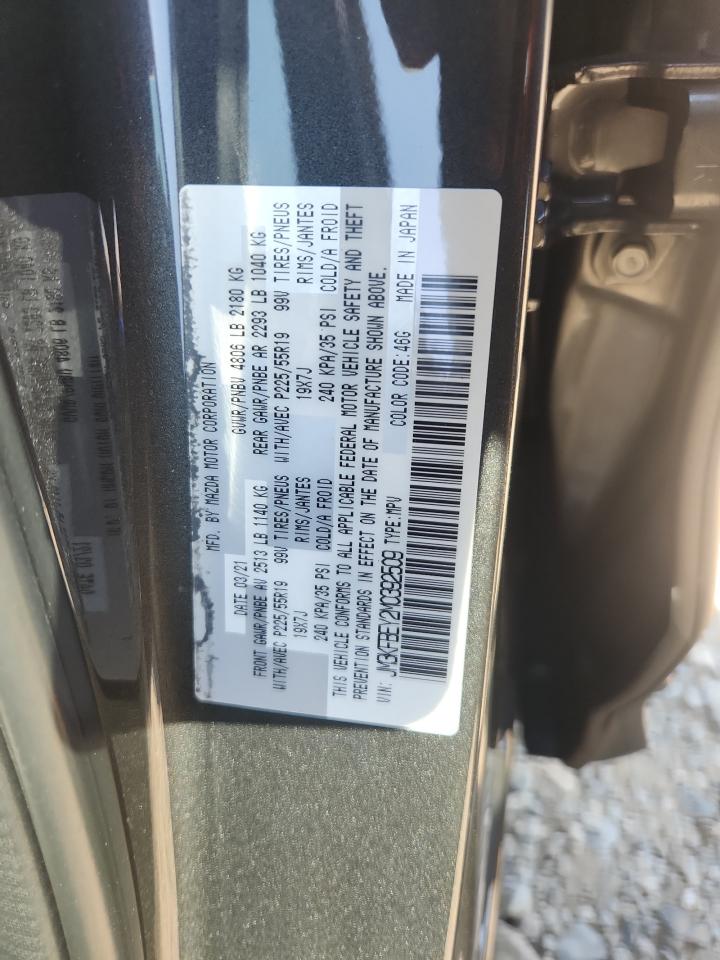 MFD. BY MAZDA MOTOR CORPORATION
DATE 03/21 GVWR/PNBV 4806 LB 2180 KG
FRONT GAWR/PNBE AV 2513 LB 1140 KG REAR GAWR/PNBE AR 2293 LB 1040 KG
WITH/AVEC P225/55R19 99V TIRES/PNEUS WITH/AVEC P225/55R19 99V TIRES/PNEUS
19X7J RIMS/JANTES 19X7J RIMS/JANTES
240 KPA/35 PSI COLD/A FROID 240 KPA/35 PSI COLD/A FROID
THIS VEHICLE CONFORMS TO ALL APPLICABLE FEDERAL MOTOR VEHICLE SAFETY AND THEFT
PREVENTION STANDARDS IN EFFECT ON THE DATE OF MANUFACTURE SHOWN ABOVE.
VIN: JM3KFBEY2M0392509 TYPE:MPV COLOR CODE:46G MADE IN JAPAN